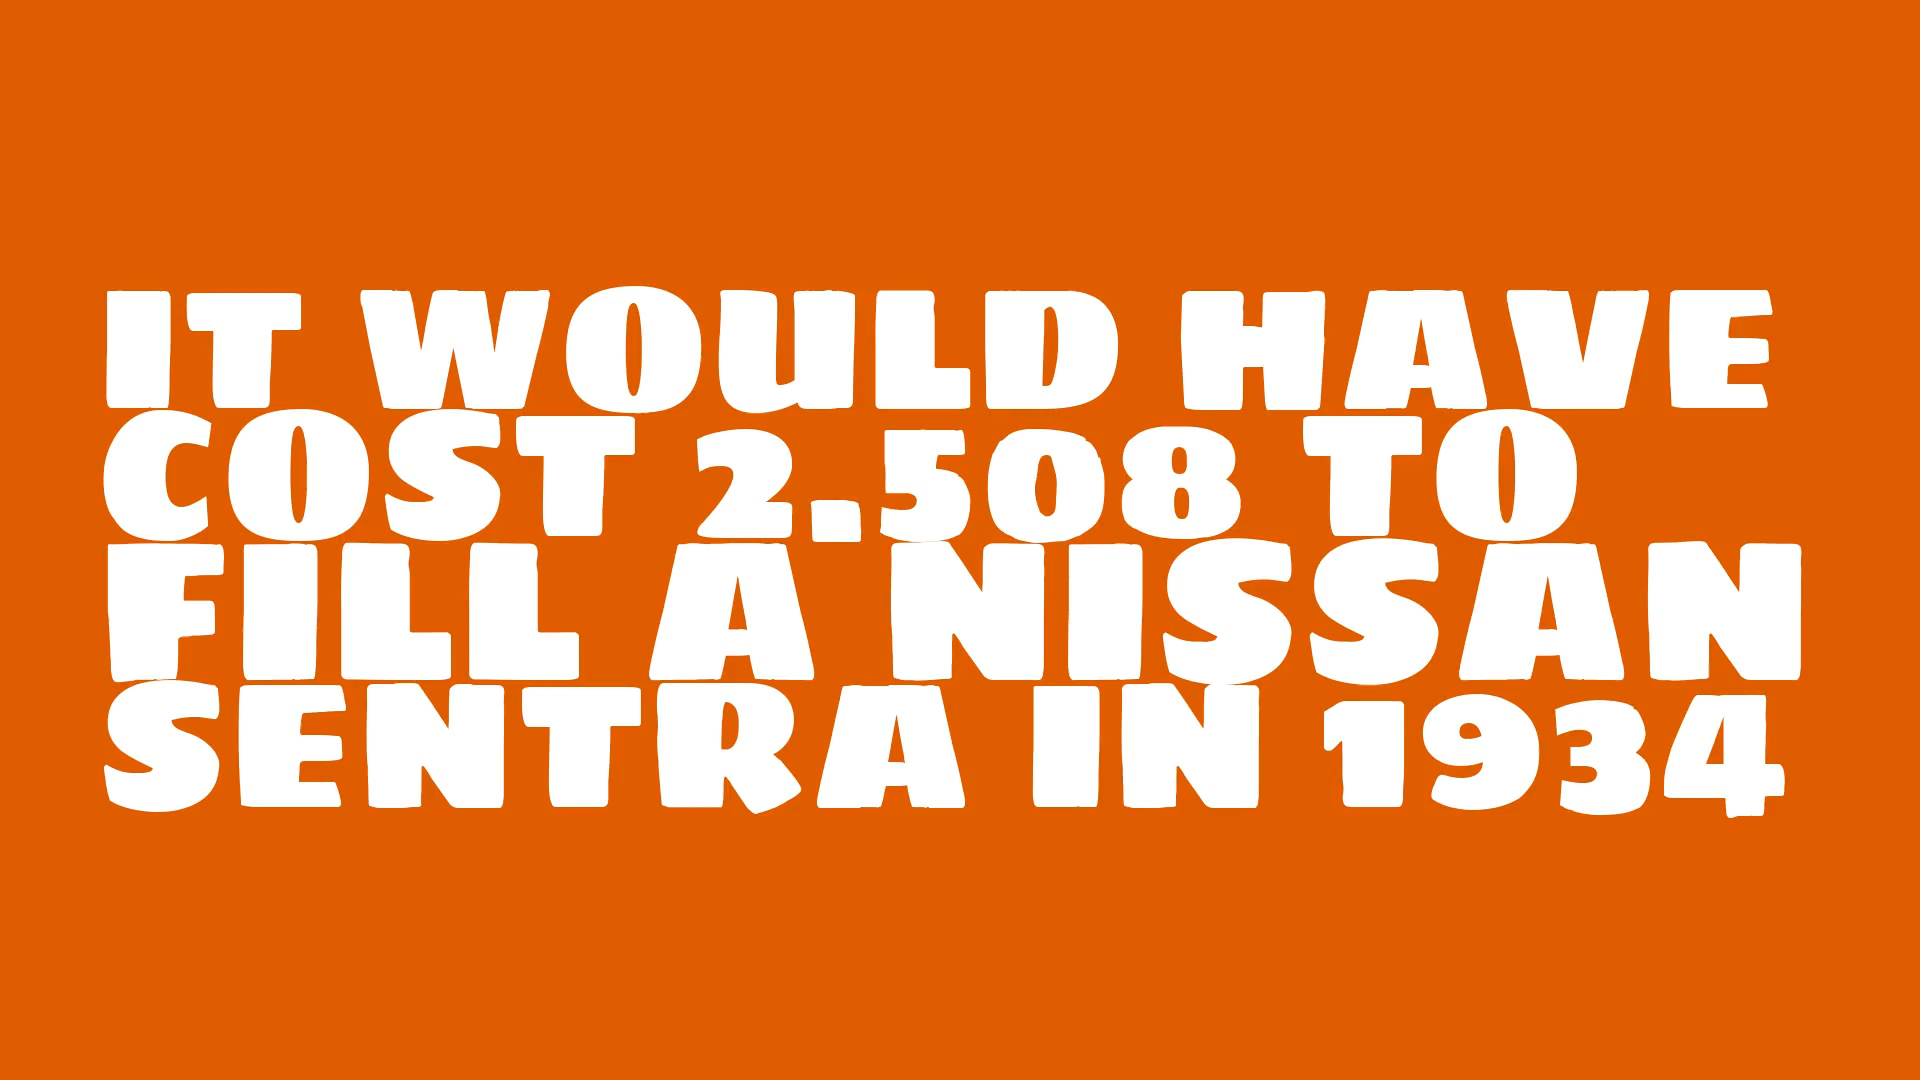 IT WOULD HAVE
COST 2.508 TO
FILL A NISSAN
SENTRA IN 1934